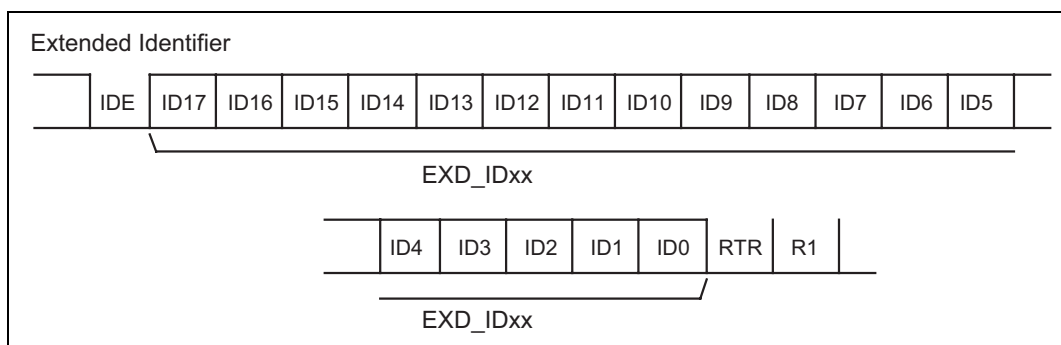 Extended Identifier
IDE ID17 ID16 ID15 ID14 ID13 ID12 ID11 ID10 ID9 ID8 ID7 ID6 ID5
EXD_IDxx
ID4 ID3 ID2 ID1 ID0 RTR R1
EXD_IDxx